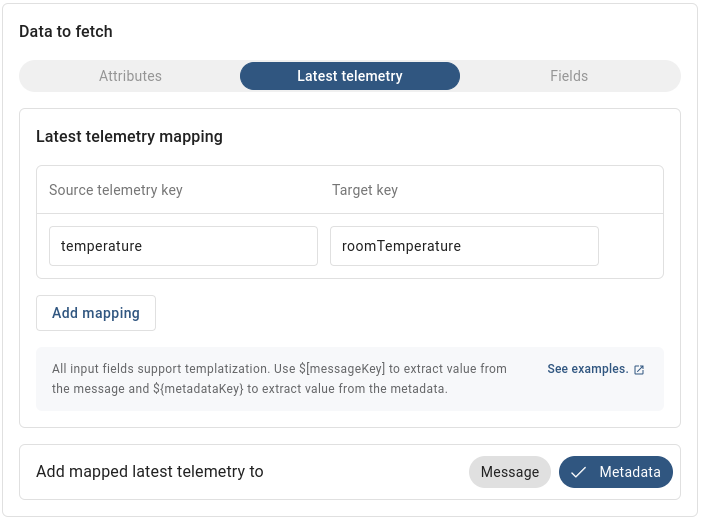 Data to fetch
Attributes Latest telemetry Fields
Latest telemetry mapping
Source telemetry key Target key
temperature roomTemperature
Add mapping
All input fields support templatization. Use $[messageKey] to extract value from See examples.
the message and ${metadataKey} to extract value from the metadata.
Add mapped latest telemetry to Message Metadata